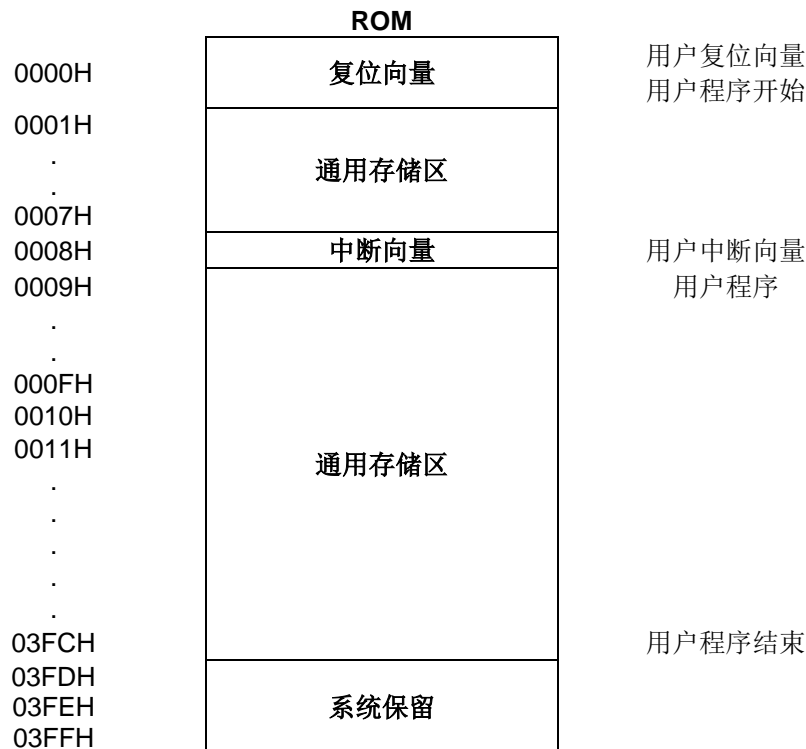 ROM
0000H 复位向量 用户复位向量
用户程序开始
0001H
.
.
通用存储区
0007H
0008H 中断向量 用户中断向量
0009H 用户程序
.
.
000FH
0010H
0011H 通用存储区
.
.
.
.
.
03FCH 用户程序结束
03FDH
03FEH 系统保留
03FFH